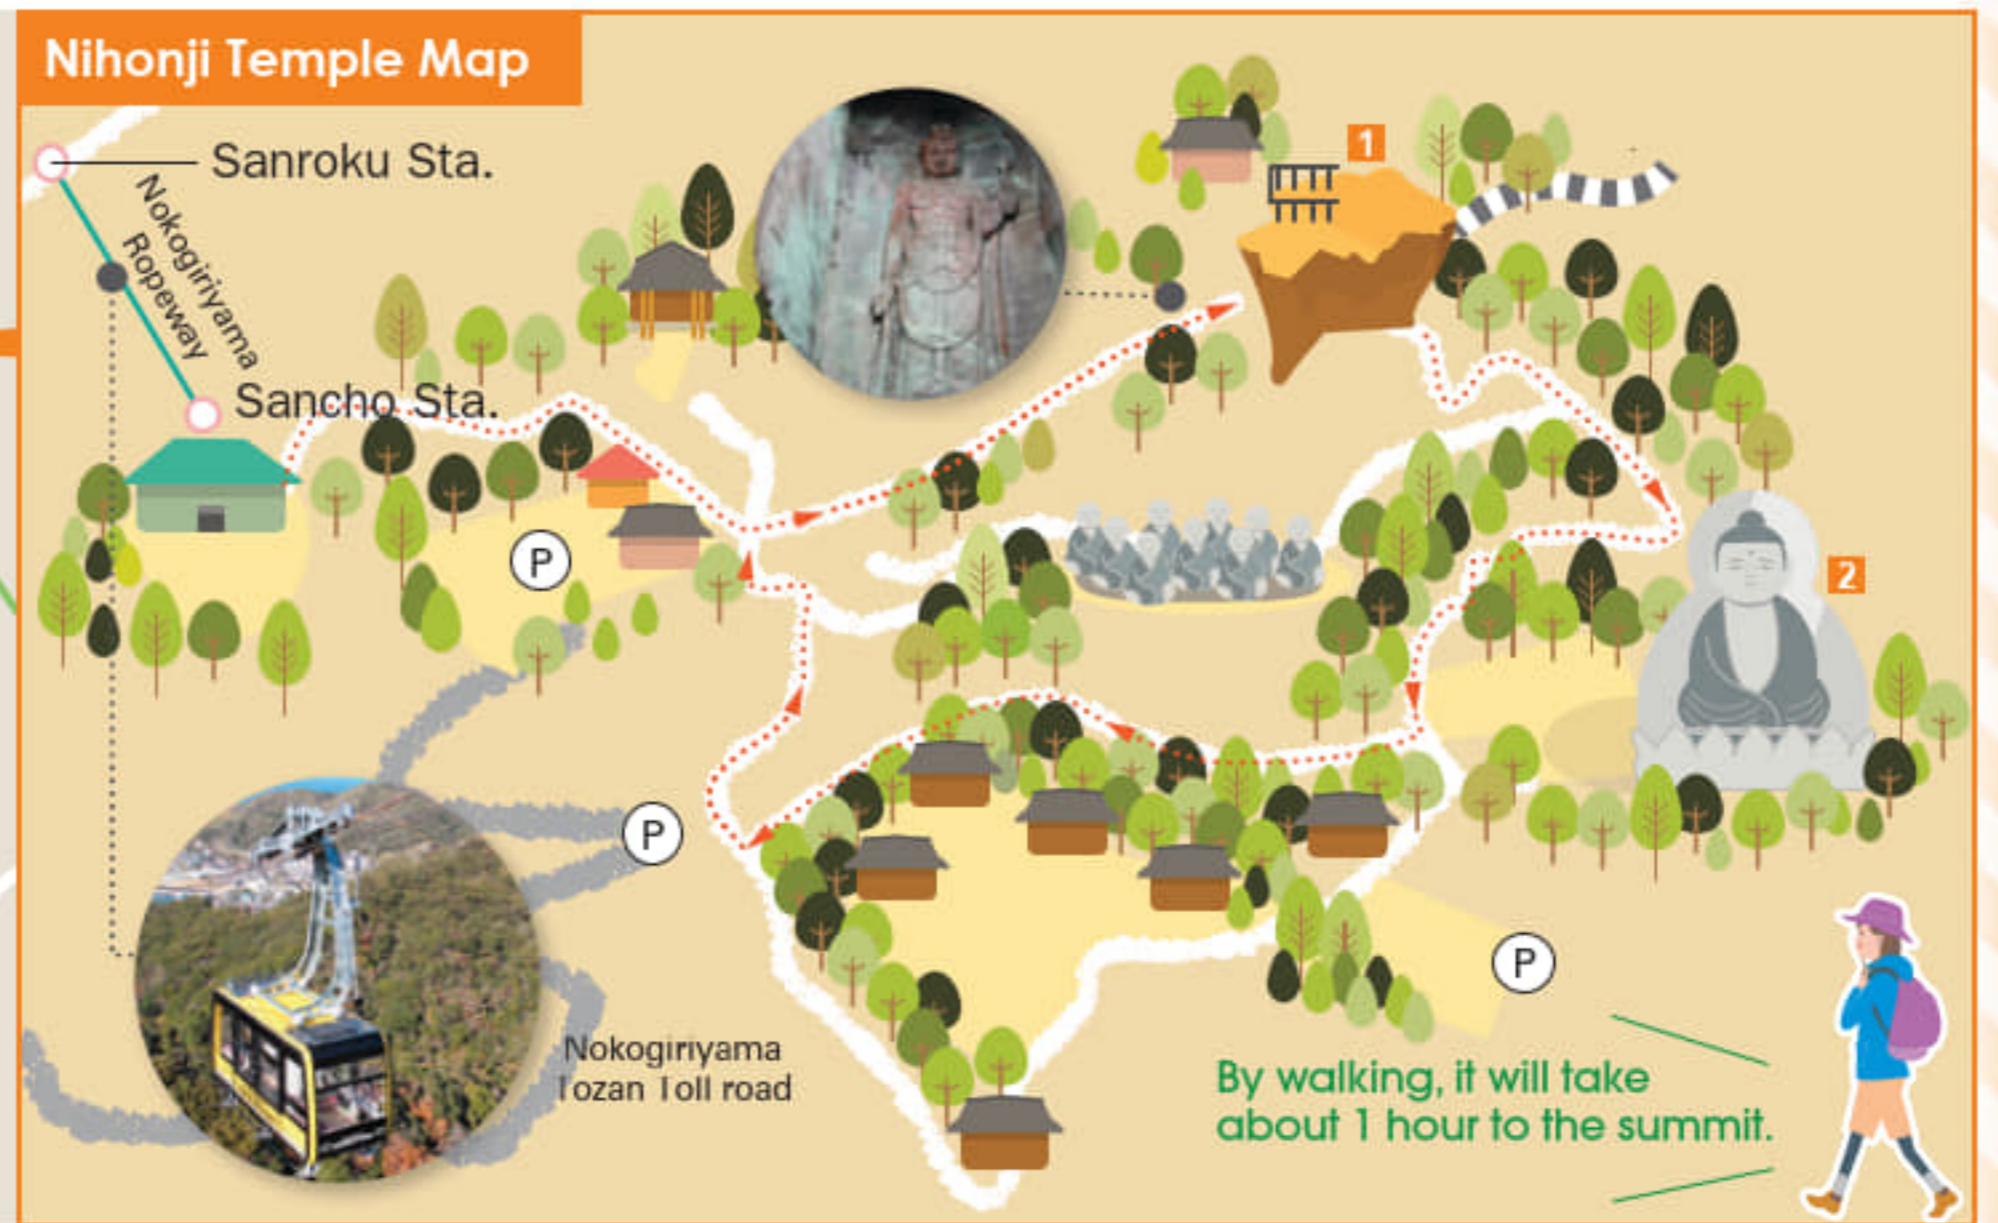 Nihonji Temple Map
Sanroku Sta.
Nokogiriyama
Ropeway
Sancho Sta.
1
2
P
P
P
Nokogiriyama
Tozan Toll road
By walking, it will take
about 1 hour to the summit.